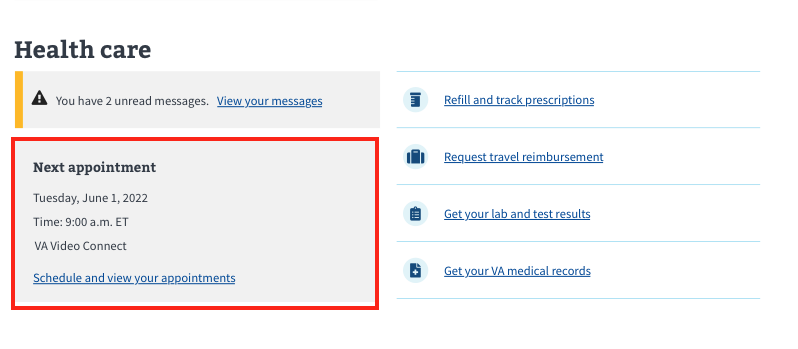 Health care
You have 2 unread messages. View your messages
Next appointment
Tuesday, June 1, 2022
Time: 9:00 a.m. ET
VA Video Connect
Schedule and view your appointments
Refill and track prescriptions
Request travel reimbursement
Get your lab and test results
Get your VA medical records